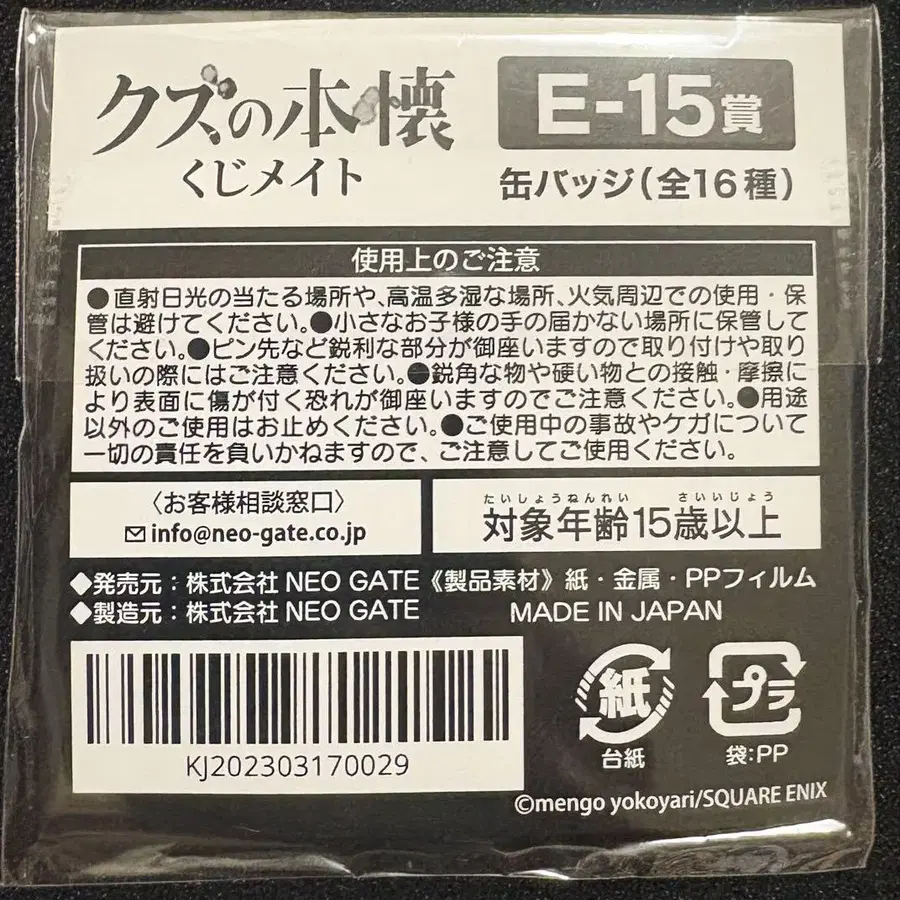 クズの本懐
くじメイト
E-15賞
缶バッジ(全16種)
使用上のご注意
●直射日光の当たる場所や、高温多湿な場所、火気周辺での使用・保
管は避けてください。●小さなお子様の手の届かない場所に保管して
ください。●ピン先など鋭利な部分が御座いますので取り付けや取り
扱いの際にはご注意ください。●鋭角な物や硬い物との接触・摩擦に
より表面に傷が付く恐れが御座いますのでご注意ください。●用途
以外のご使用はお止めください。●ご使用中の事故やケガについて
一切の責任を負いかねますので、ご注意してご使用ください。
〈お客様相談窓口〉
info@neo-gate.co.jp
たいしょうねんれい さいいじょう
対象年齢15歳以上
◆発売元：株式会社 NEO GATE《製品素材》紙・金属・PPフィルム
◆製造元：株式会社 NEO GATE MADE IN JAPAN
KJ202303170029
紙
台紙
プラ
袋:PP
©mengo yokoyari/SQUARE ENIX